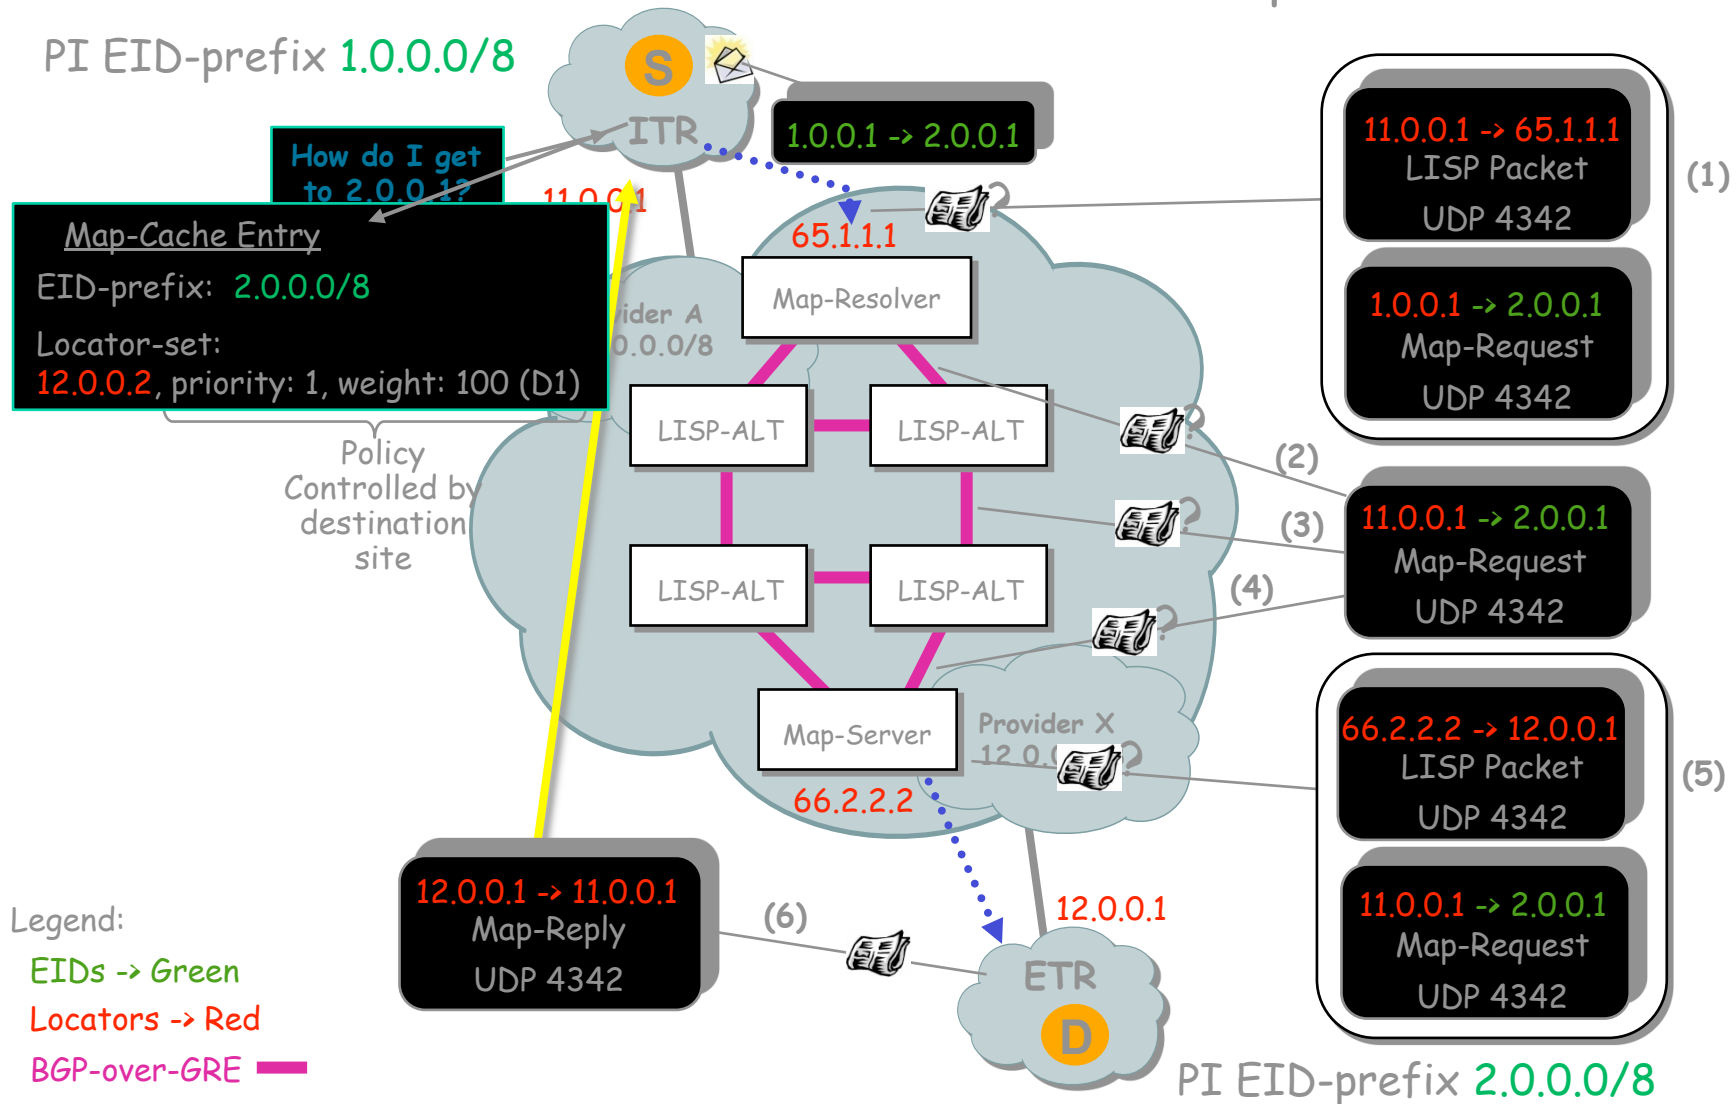 PI EID-prefix 1.0.0.0/8
S
ITR
1.0.0.1 -> 2.0.0.1
How do I get
to 2.0.0.1?
11.0.0.1
Map-Cache Entry
EID-prefix: 2.0.0.0/8
Locator-set:
12.0.0.2, priority: 1, weight: 100 (D1)
Policy
Controlled by
destination
site
65.1.1.1
Map-Resolver
A
0.0.0/8
LISP-ALT
LISP-ALT
LISP-ALT
LISP-ALT
Map-Server
66.2.2.2
Provider X
12.0.
?
?
?
?
?
11.0.0.1 -> 65.1.1.1
LISP Packet
UDP 4342
(1)
1.0.0.1 -> 2.0.0.1
Map-Request
UDP 4342
(2)
(3)
(4)
11.0.0.1 -> 2.0.0.1
Map-Request
UDP 4342
66.2.2.2 -> 12.0.0.1
LISP Packet
UDP 4342
(5)
11.0.0.1 -> 2.0.0.1
Map-Request
UDP 4342
12.0.0.1 -> 11.0.0.1
Map-Reply
UDP 4342
(6)
12.0.0.1
ETR
D
PI EID-prefix 2.0.0.0/8
Legend:
EIDs -> Green
Locators -> Red
BGP-over-GRE